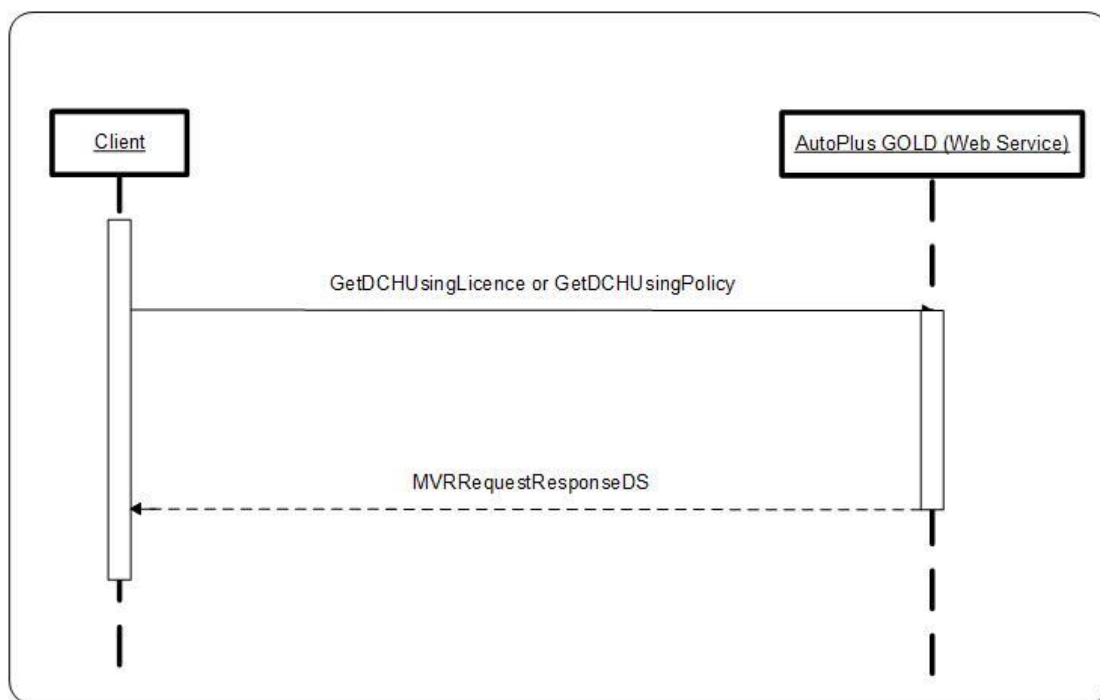 Client
AutoPlus GOLD (Web Service)
GetDCHUsingLicence or GetDCHUsingPolicy
MVRRequestResponseDS